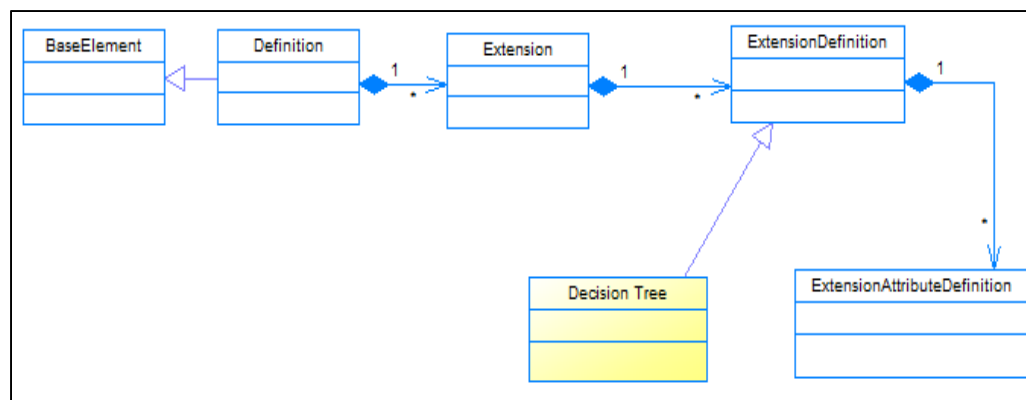 BaseElement
Definition
Extension
ExtensionDefinition
1
*
1
*
1
*
Decision Tree
ExtensionAttributeDefinition